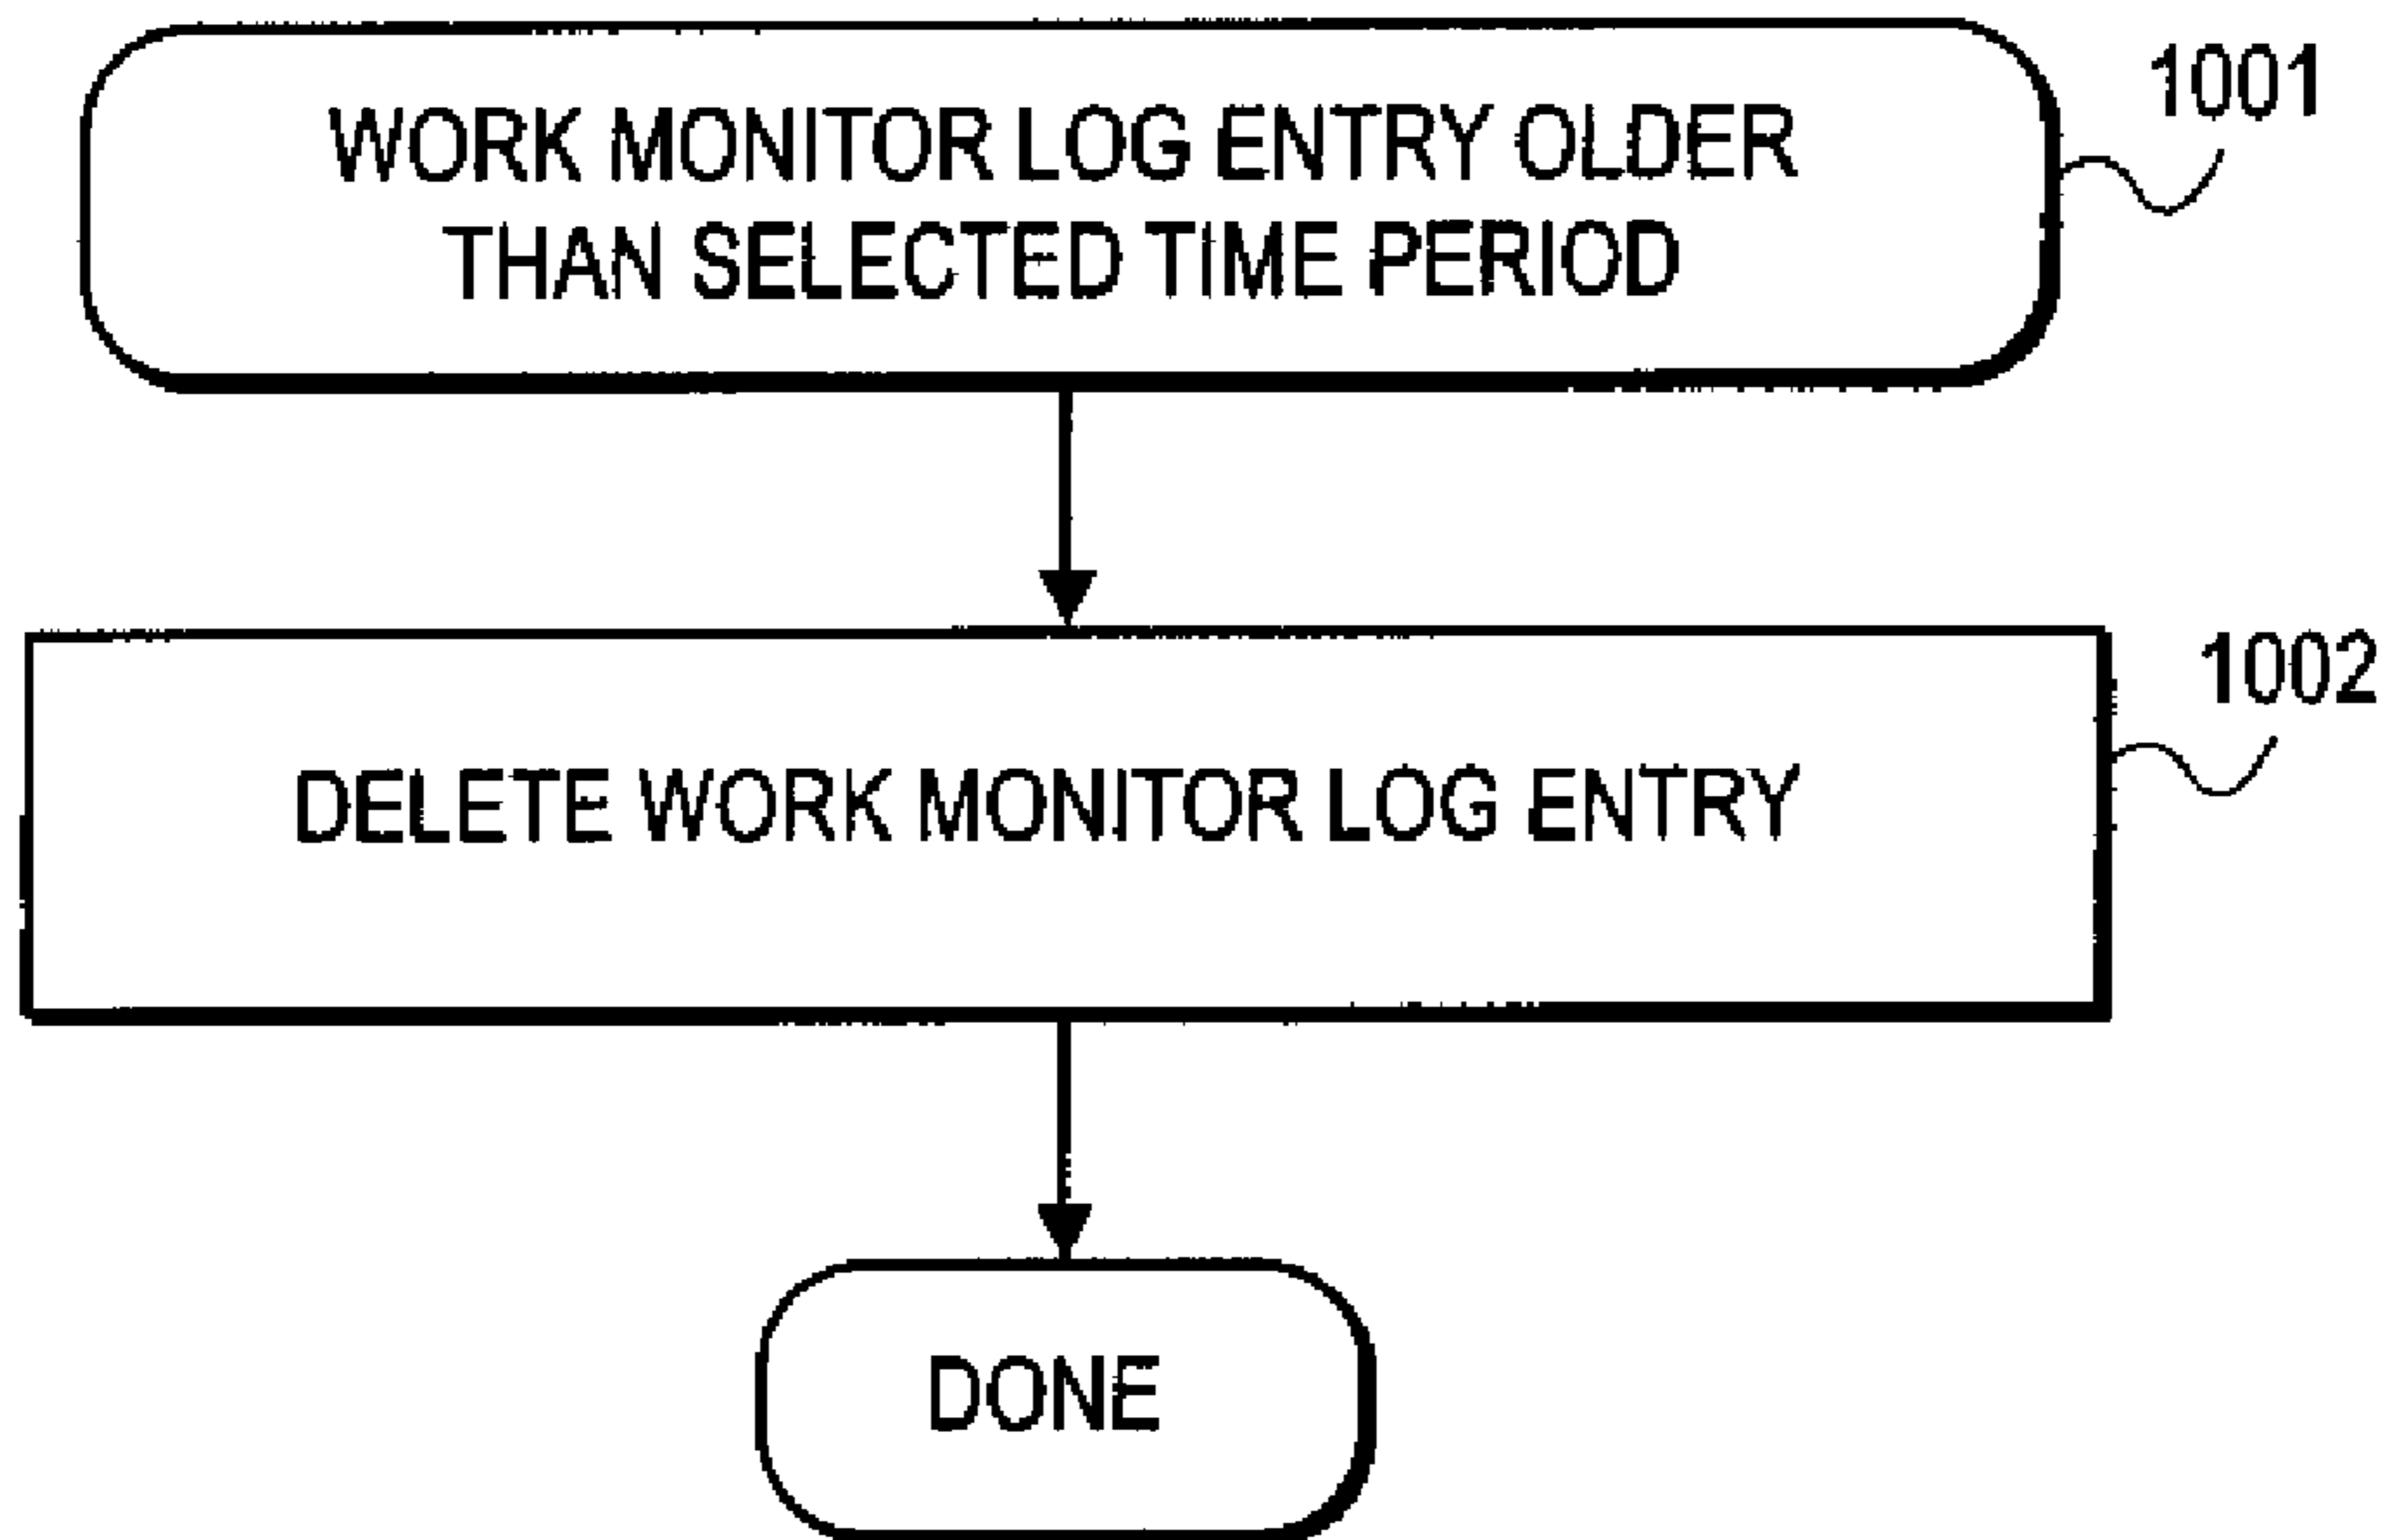 1001
WORK MONITOR LOG ENTRY OLDER
THAN SELECTED TIME PERIOD
1002
DELETE WORK MONITOR LOG ENTRY
DONE